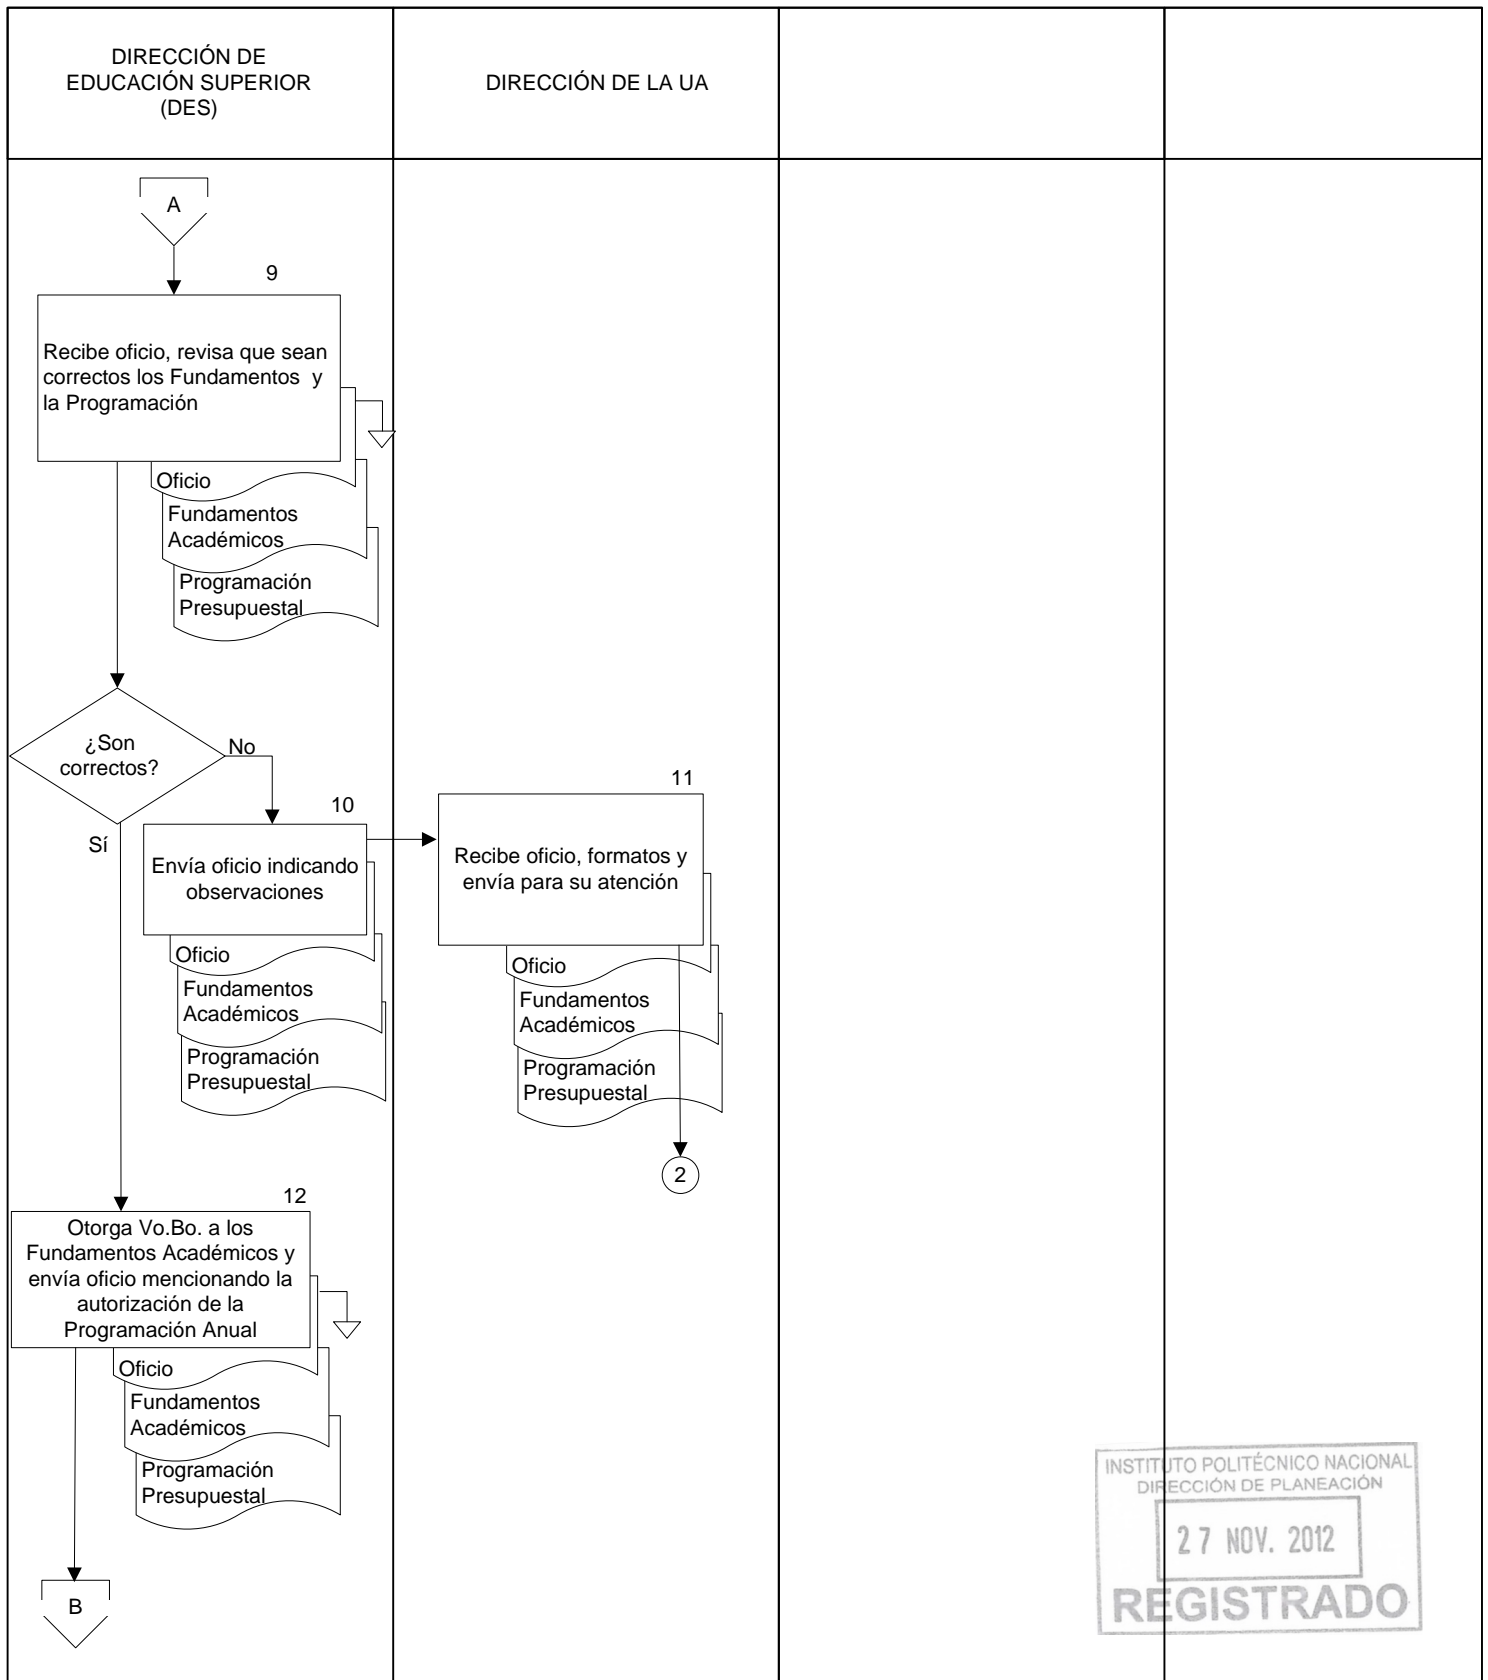 DIRECCIÓN DE
EDUCACIÓN SUPERIOR
(DES)
DIRECCIÓN DE LA UA
A
9
Recibe oficio, revisa que sean
correctos los Fundamentos y
la Programación
Oficio
Fundamentos
Académicos
Programación
Presupuestal
¿Son
correctos?
No
Sí
10
Envía oficio indicando
observaciones
Oficio
Fundamentos
Académicos
Programación
Presupuestal
11
Recibe oficio, formatos y
envía para su atención
Oficio
Fundamentos
Académicos
Programación
Presupuestal
2
12
Otorga Vo.Bo. a los
Fundamentos Académicos y
envía oficio mencionando la
autorización de la
Programación Anual
Oficio
Fundamentos
Académicos
Programación
Presupuestal
B
INSTITUTO POLITÉCNICO NACIONAL
DIRECCIÓN DE PLANEACIÓN
27 NOV. 2012
REGISTRADO